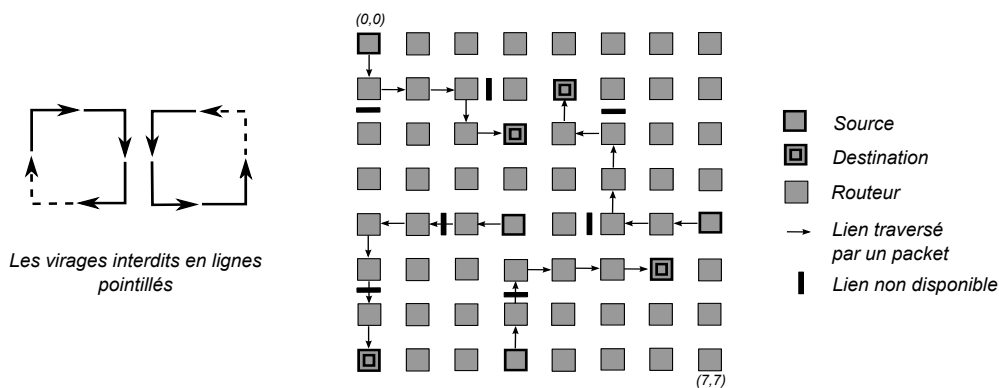 (0,0)
Les virages interdits en lignes
pointillés
Source
Destination
Routeur
Lien traversé
par un packet
Lien non disponible
(7,7)